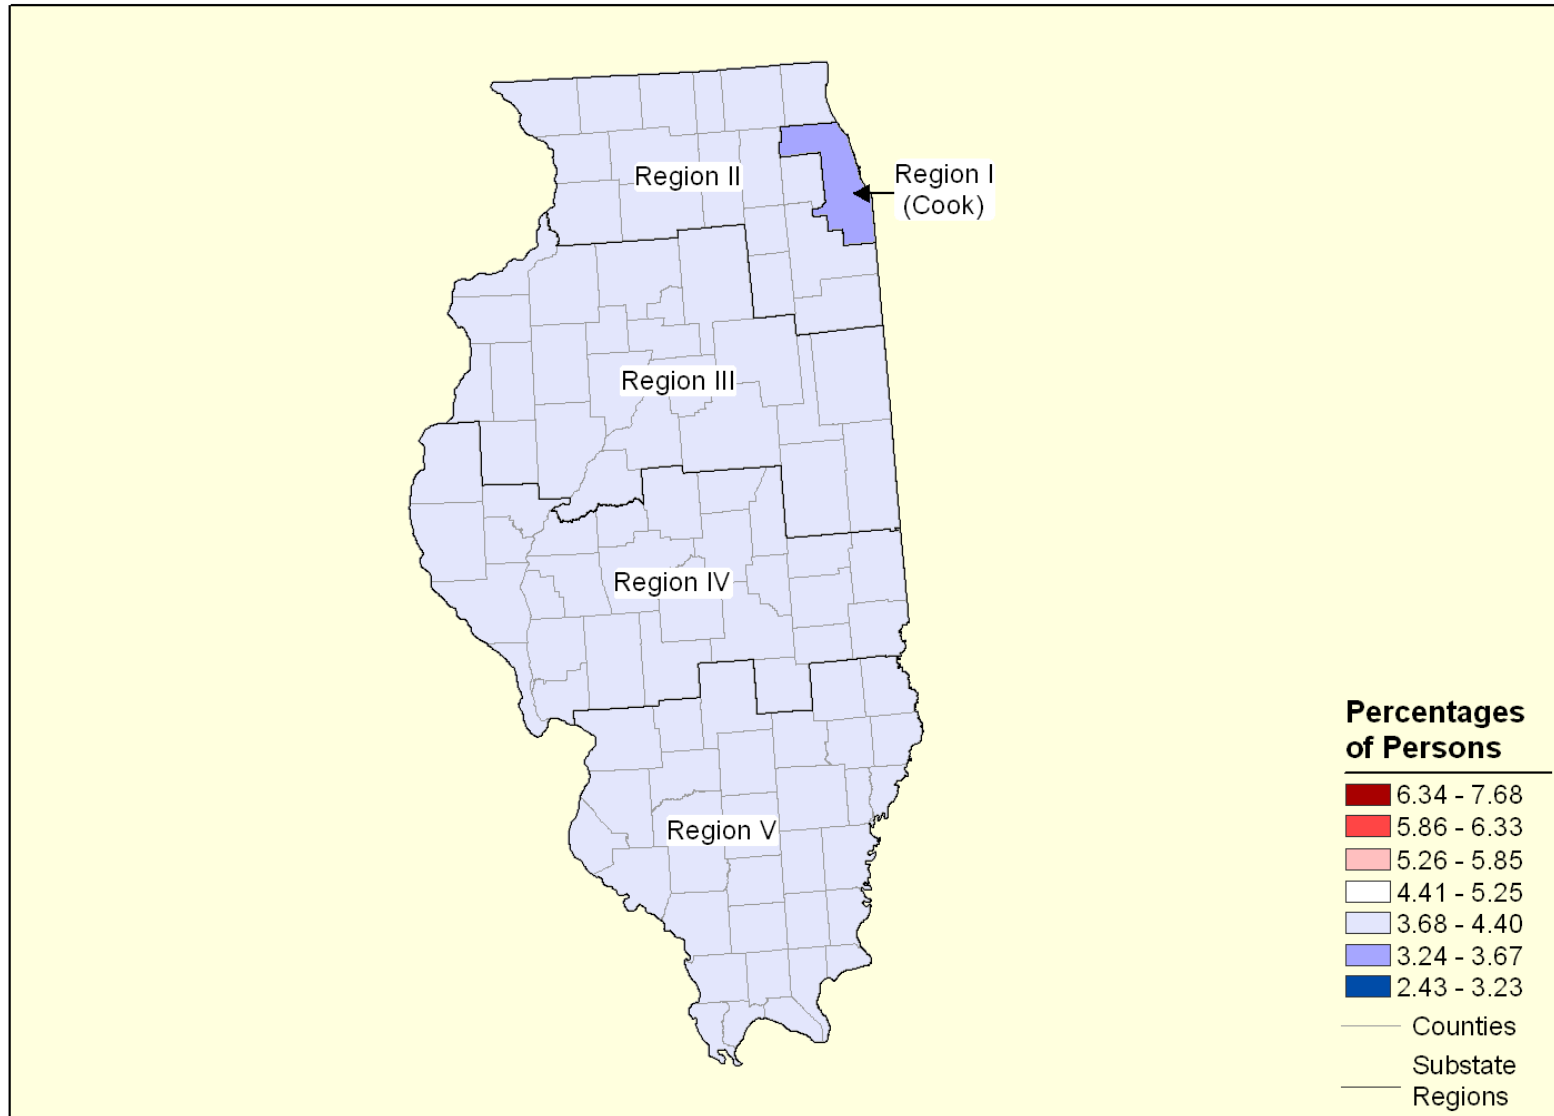 Region II
Region I
(Cook)
Region III
Region IV
Region V
Percentages
of Persons
6.34 - 7.68
5.86 - 6.33
5.26 - 5.85
4.41 - 5.25
3.68 - 4.40
3.24 - 3.67
2.43 - 3.23
Counties
Substate
Regions